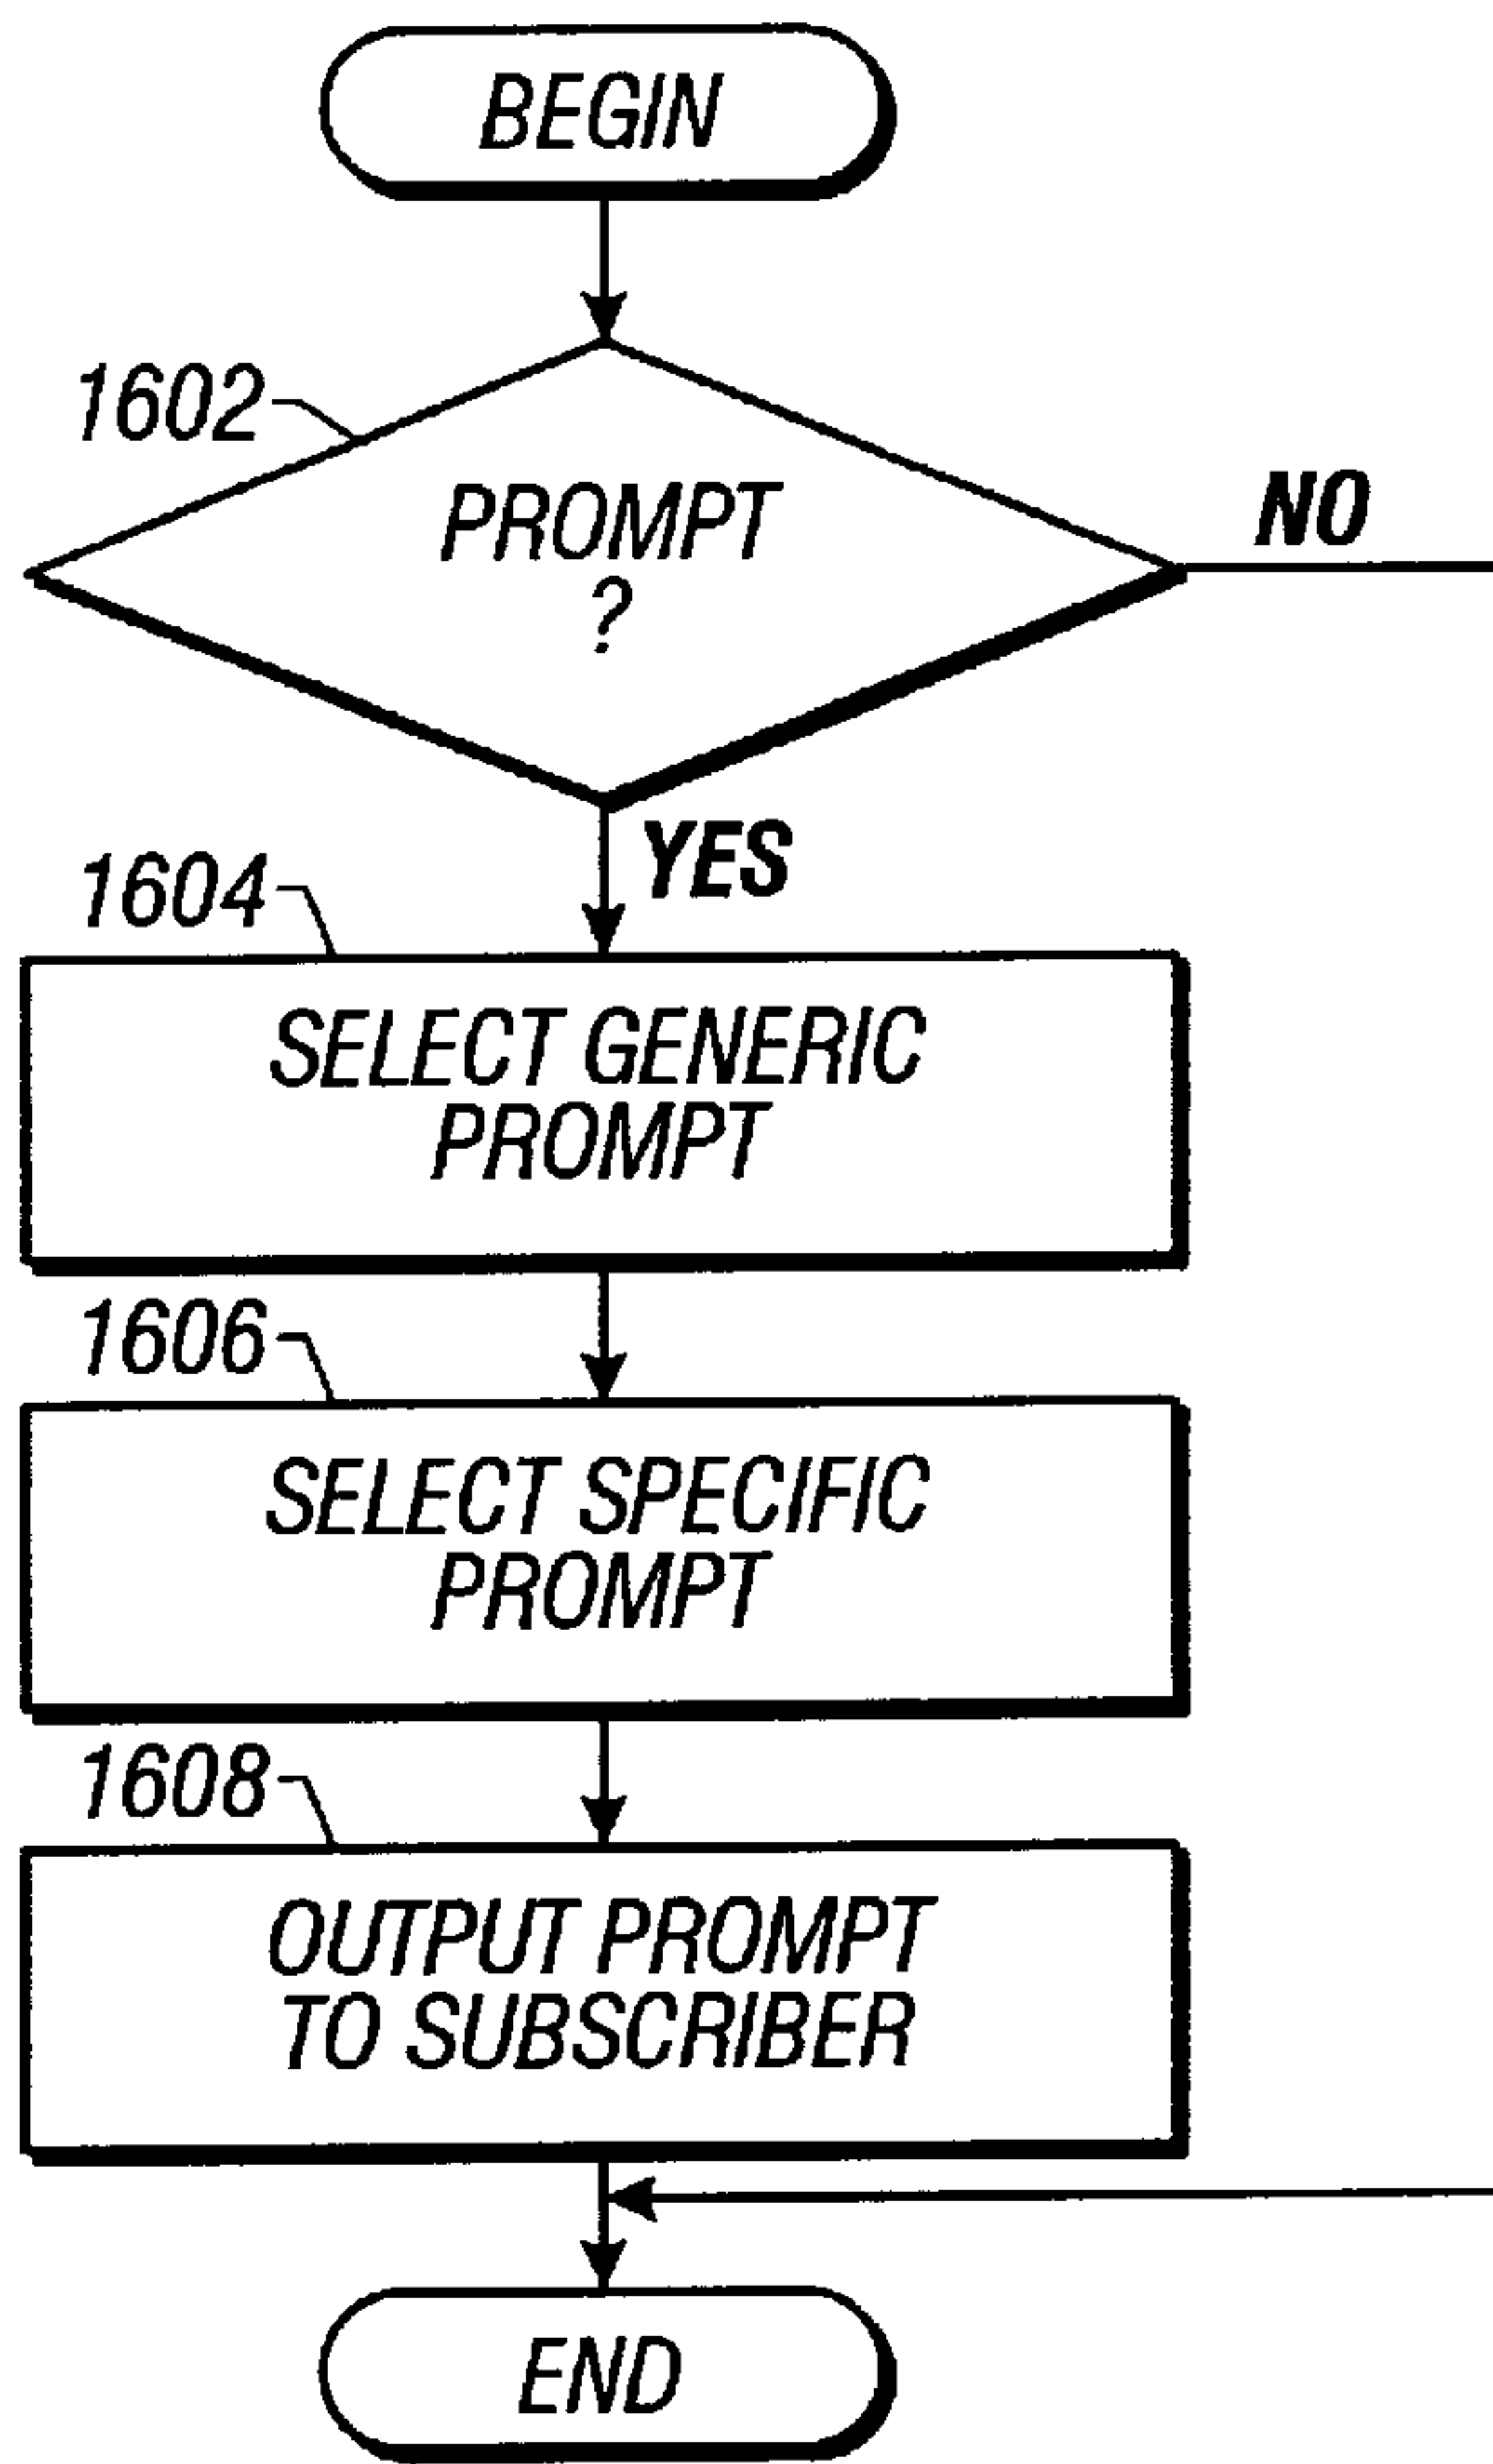 BEGIN
1602
PROMPT
?
NO
YES
1604
SELECT GENERIC
PROMPT
1606
SELECT SPECIFIC
PROMPT
1608
OUTPUT PROMPT
TO SUBSCRIBER
END